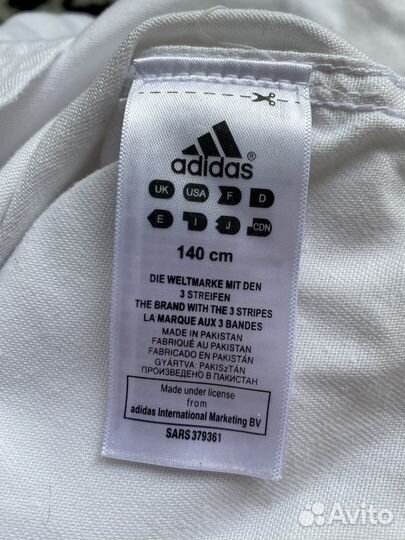 adidas®
UK USA F D
E I J CDN
140 cm
DIE WELTMARKE MIT DEN
3 STREIFEN
THE BRAND WITH THE 3 STRIPES
LA MARQUE AUX 3 BANDES
MADE IN PAKISTAN
FABRIQUÉ AU PAKISTAN
FABRICADO EN PAKISTÁN
GYÁRTVA: PAKISzTÁN
ПРОИЗВЕДЕНО В ПАКИСТАН
Made under license
from
adidas International Marketing BV
SARS 379361
Avito